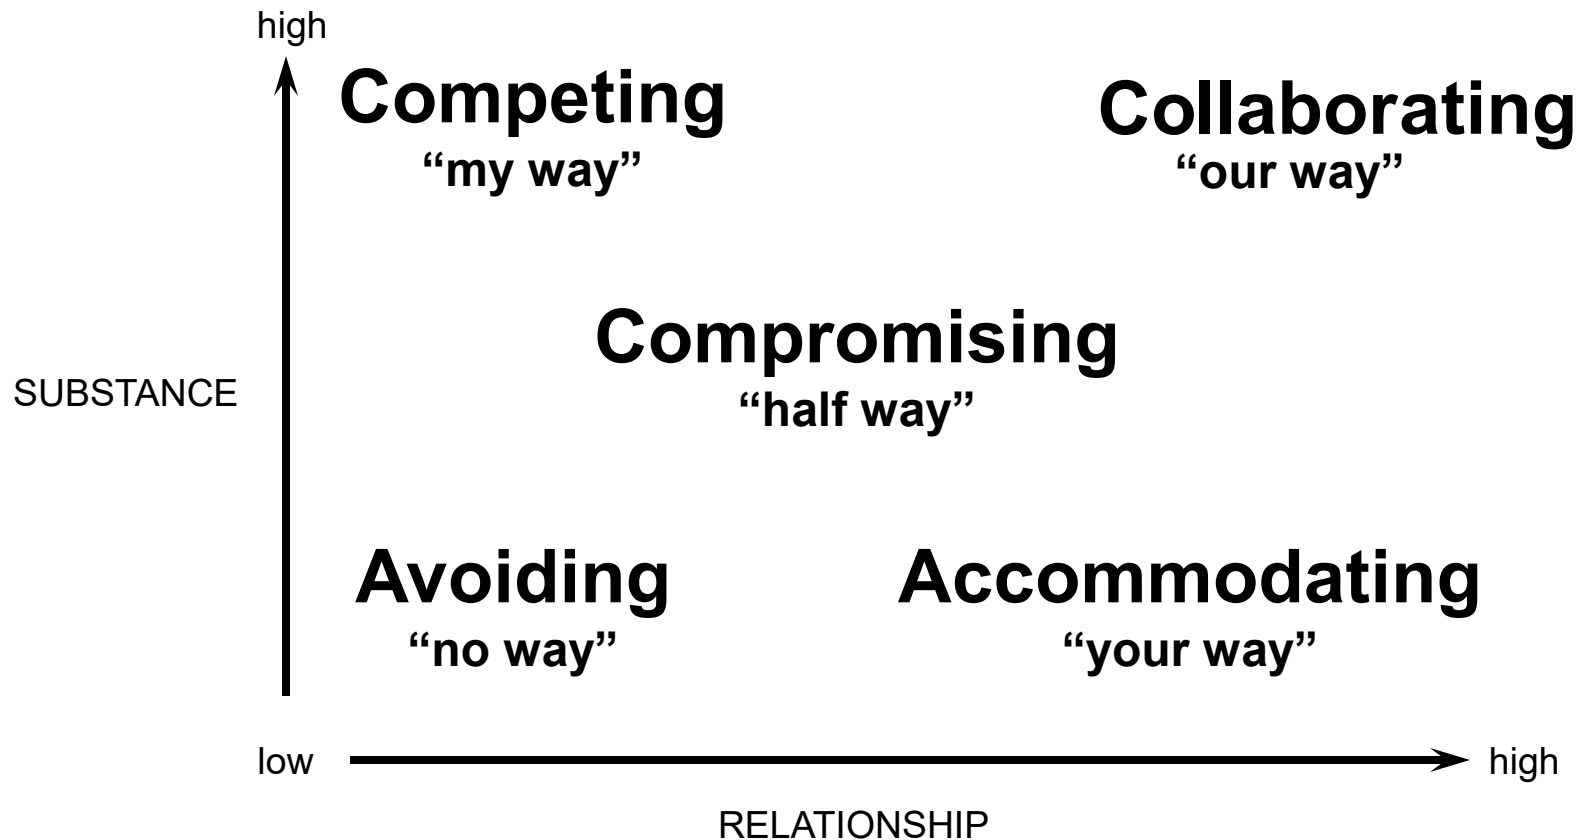 high
Competing
“my way”
Collaborating
“our way”
Compromising
“half way”
SUBSTANCE
Avoiding
“no way”
Accommodating
“your way”
low
high
RELATIONSHIP